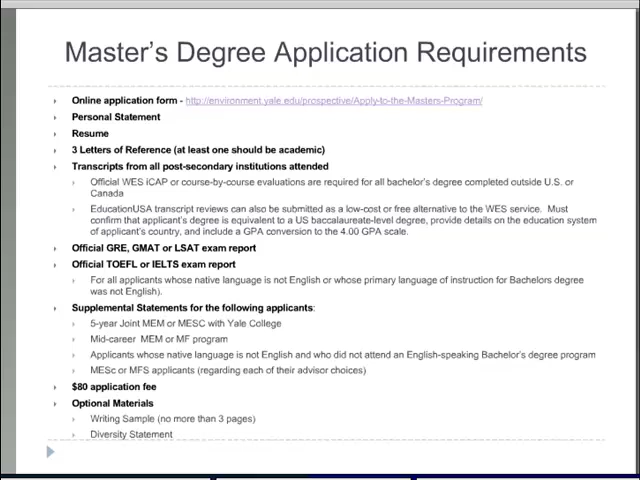 Master's Degree Application Requirements
Online application form - http://environment.yale.edu/prospective/Apply-to-the-Masters-Program/
Personal Statement
Resume
3 Letters of Reference (at least one should be academic)
Transcripts from all post-secondary institutions attended
Official WES iCAP or course-by-course evaluations are required for all bachelor's degree completed outside U.S. or
Canada
EducationUSA transcript reviews can also be submitted as a low-cost or free alternative to the WES service. Must
confirm that applicant's degree is equivalent to a US baccalaureate-level degree, provide details on the education system
of applicant's country, and include a GPA conversion to the 4.00 GPA scale.
Official GRE, GMAT or LSAT exam report
Official TOEFL or IELTS exam report
For all applicants whose native language is not English or whose primary language of instruction for Bachelors degree
was not English).
Supplemental Statements for the following applicants:
5-year Joint MEM or MESC with Yale College
Mid-career MEM or MF program
Applicants whose native language is not English and who did not attend an English-speaking Bachelor's degree program
MESc or MFS applicants (regarding each of their advisor choices)
$80 application fee
Optional Materials
Writing Sample (no more than 3 pages)
Diversity Statement